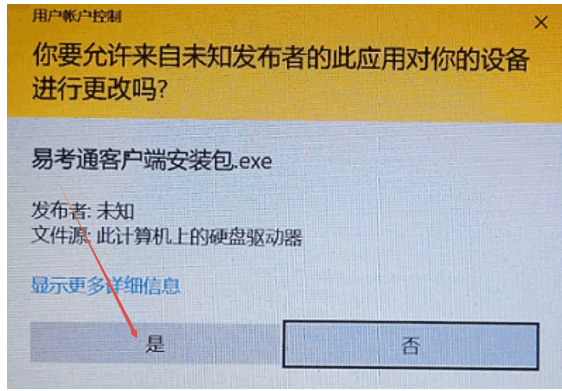 用户帐户控制
你要允许来自未知发布者的此应用对你的设备
进行更改吗?
易考通客户端安装包.exe
发布者: 未知
文件源: 此计算机上的硬盘驱动器
显示更多详细信息
是
否